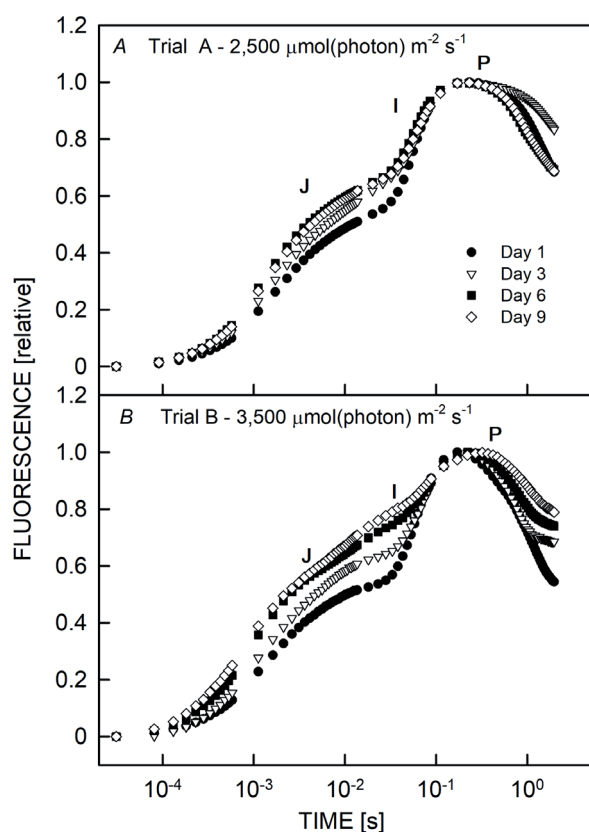 A Trial A - 2,500 μmol(photon) m⁻² s⁻¹
P
I
J
1.2
1.0
0.8
0.6
0.4
0.2
0
Day 1
Day 3
Day 6
Day 9
FLUORESCENCE [relative]
B Trial B - 3,500 μmol(photon) m⁻² s⁻¹
P
I
J
1.0
0.8
0.6
0.4
0.2
0
10⁻⁴ 10⁻³ 10⁻² 10⁻¹ 10⁰
TIME [s]